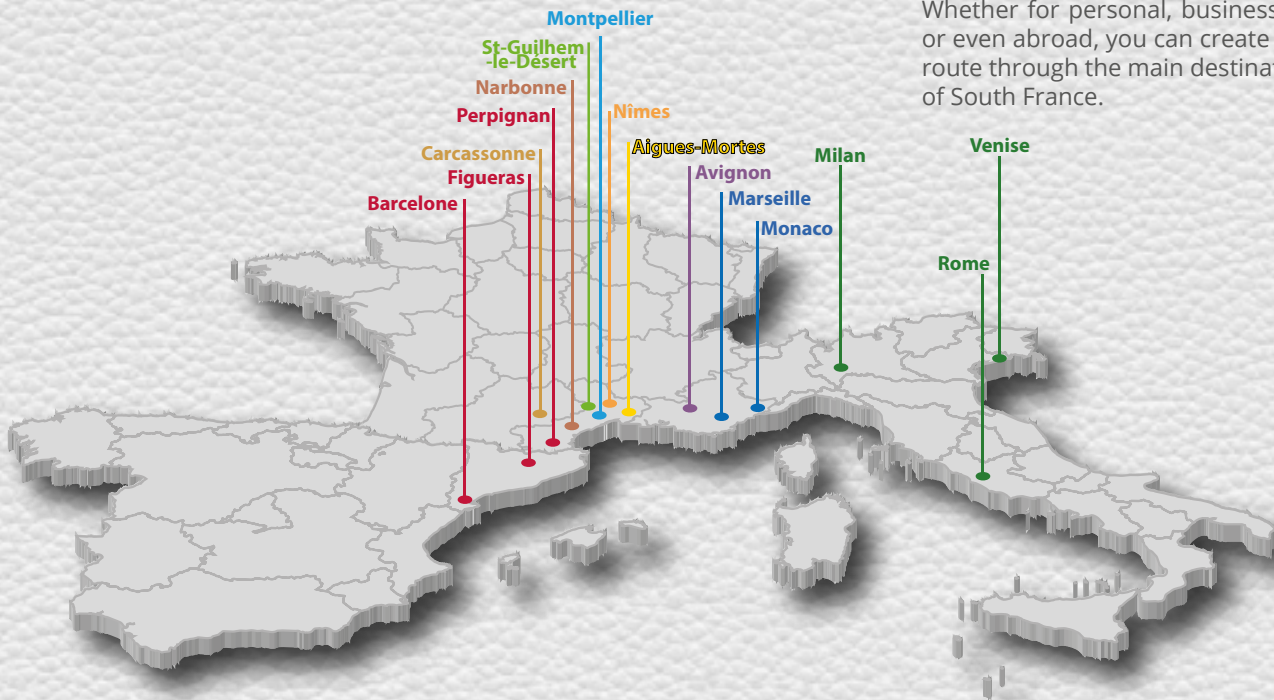 Whether for personal, business
or even abroad, you can create
route through the main destina
of South France.
Montpellier
St-Guilhem
-le-Désert
Narbonne
Perpignan
Nîmes
Carcassonne
Aigues-Mortes
Figueras
Avignon
Milan
Venise
Barcelone
Marseille
Monaco
Rome